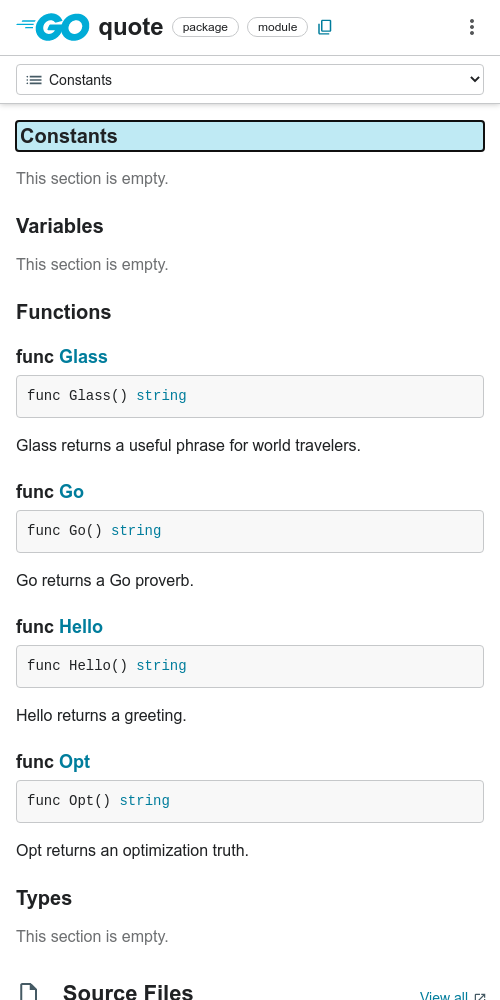 GO quote package module
Constants
Constants
This section is empty.
Variables
This section is empty.
Functions
func Glass
func Glass() string
Glass returns a useful phrase for world travelers.
func Go
func Go() string
Go returns a Go proverb.
func Hello
func Hello() string
Hello returns a greeting.
func Opt
func Opt() string
Opt returns an optimization truth.
Types
This section is empty.
Source Files View all